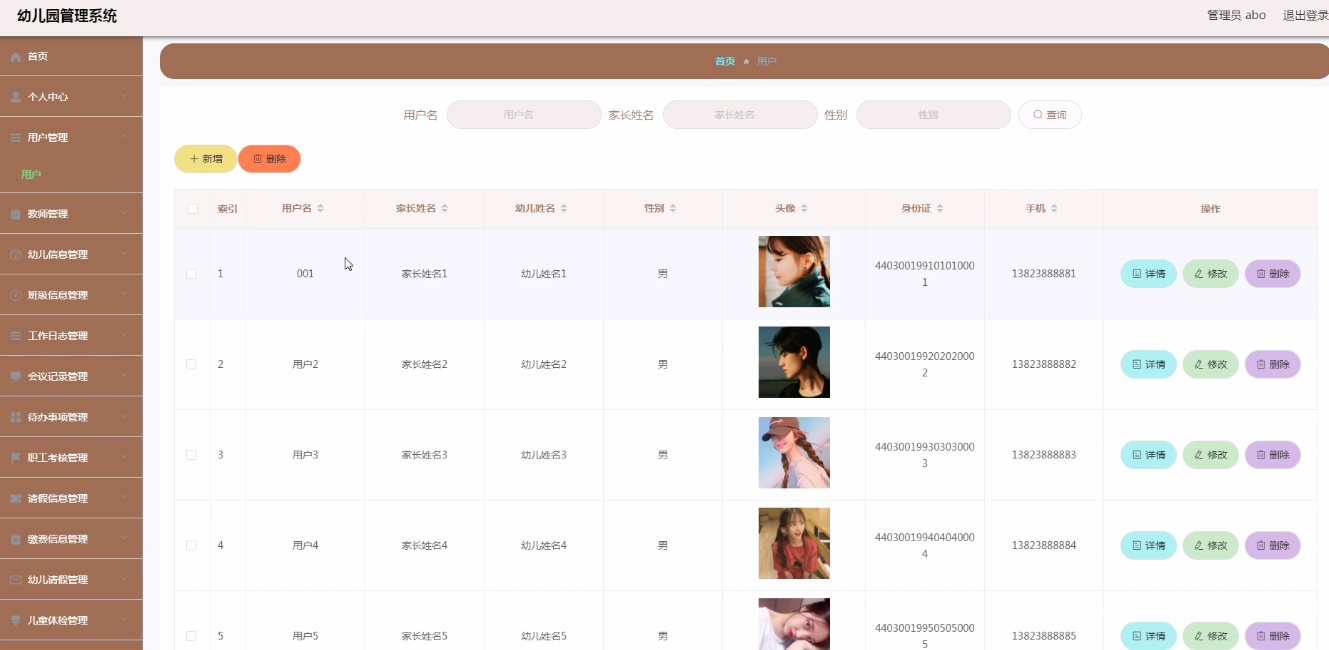 幼儿园管理系统
管理员 abo 退出登录
首页
个人中心
用户管理
用户
教师管理
幼儿信息管理
班级信息管理
工作日志管理
会议记录管理
待办事项管理
职工考核管理
请假信息管理
缴费信息管理
幼儿请假管理
儿童体检管理
首页 用户
用户名 用户名 家长姓名 家长姓名 性别 性别 查询
新增 删除
索引 用户名 家长姓名 幼儿姓名 性别 头像 身份证 手机 操作
1 001 家长姓名1 幼儿姓名1 男 44030019910101000 13823888881 详情 修改 删除
1
2 用户2 家长姓名2 幼儿姓名2 男 44030019920202000 13823888882 详情 修改 删除
2
3 用户3 家长姓名3 幼儿姓名3 男 44030019930303000 13823888883 详情 修改 删除
3
4 用户4 家长姓名4 幼儿姓名4 男 44030019940404000 13823888884 详情 修改 删除
4
5 用户5 家长姓名5 幼儿姓名5 男 44030019950505000 13823888885 详情 修改 删除
5